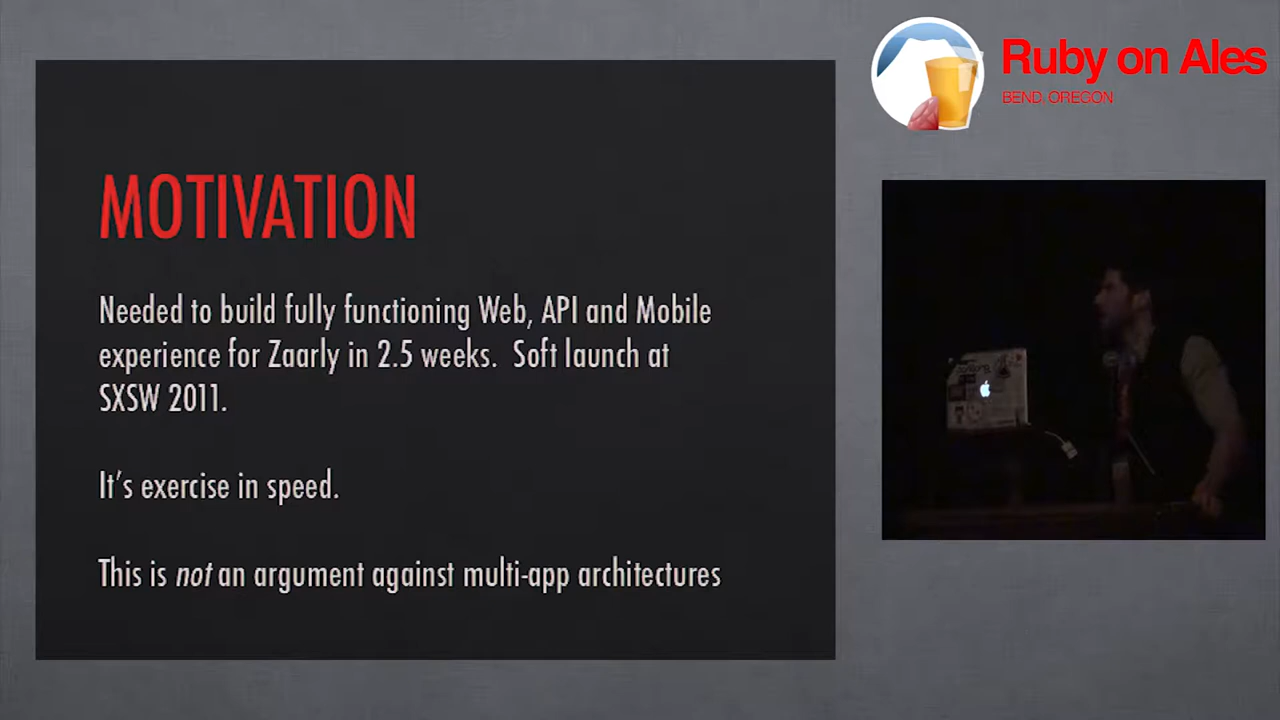 MOTIVATION
Needed to build fully functioning Web, API and Mobile
experience for Zaarly in 2.5 weeks. Soft launch at
SXSW 2011.
It's exercise in speed.
This is not an argument against multi-app architectures
Ruby on Ales
BEND, OREGON